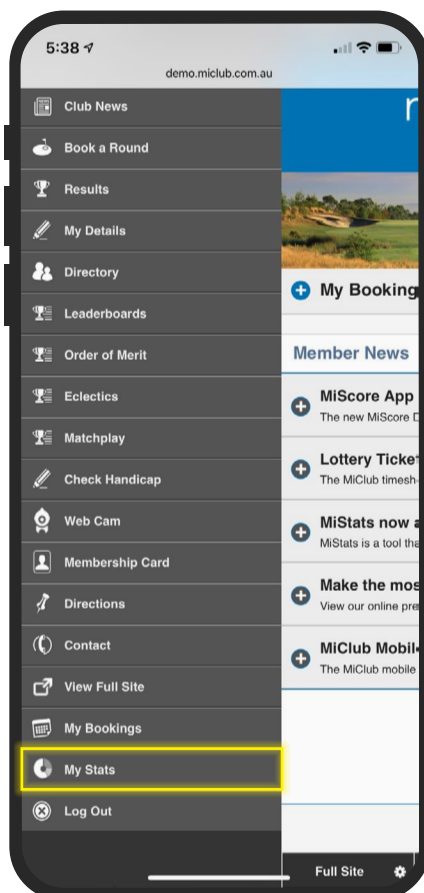 5:38
demo.miclub.com.au
Club News
Book a Round
Results
My Details
Directory
Leaderboards
Order of Merit
Eclectics
Matchplay
Check Handicap
Web Cam
Membership Card
Directions
Contact
View Full Site
My Bookings
My Stats
Log Out
My Booking
Member News
MiScore App
The new MiScore
Lottery Ticket
The MiClub timesh
MiStats now
MiStats is a tool tha
Make the mos
View our online pre
MiClub Mobil
The MiClub mobile
Full Site